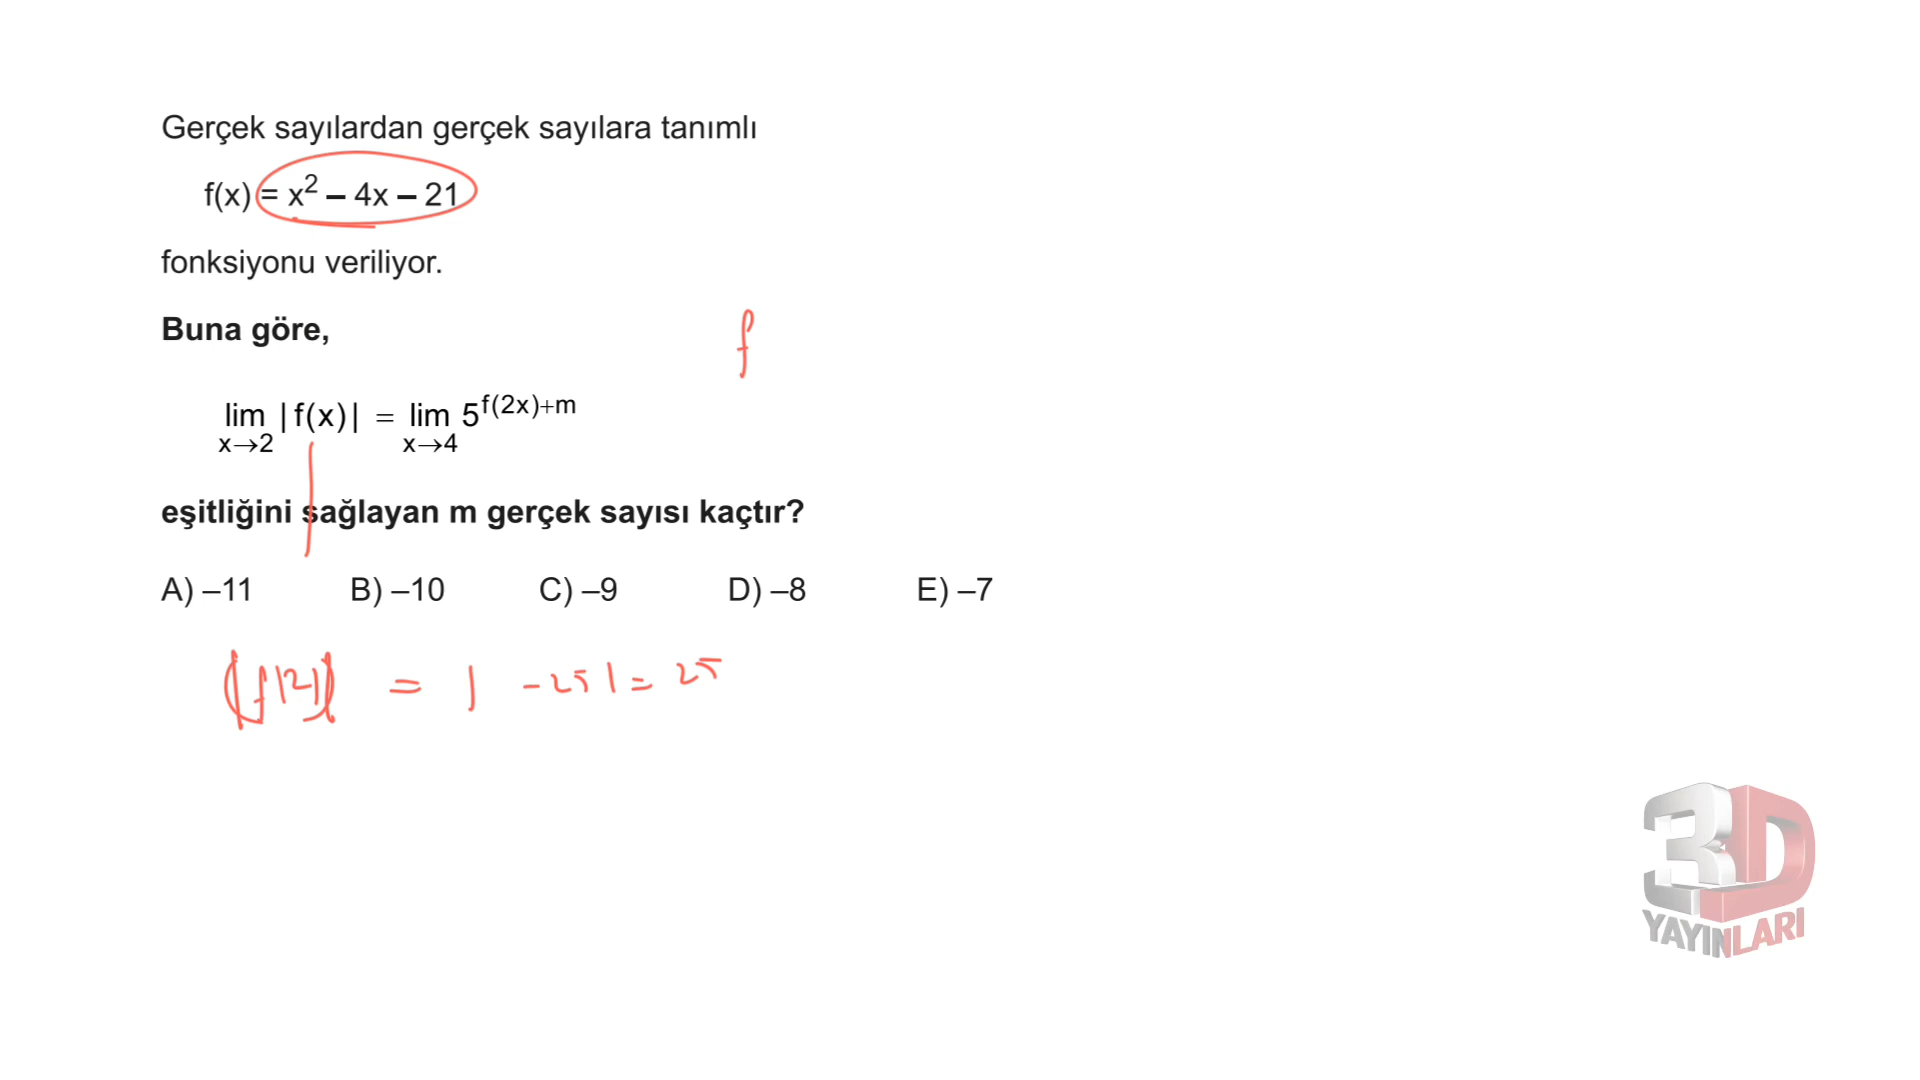 Gerçek sayılardan gerçek sayılara tanımlı
f(x) = x² – 4x – 21
fonksiyonu veriliyor.
Buna göre,
f
lim |f(x)| = lim 5^{f(2x)+m}
x→2 x→4
eşitliğini sağlayan m gerçek sayısı kaçtır?
A) –11 B) –10 C) –9 D) –8 E) –7
|f(2)| = | -25 | = 25
3D
YAYINLARI